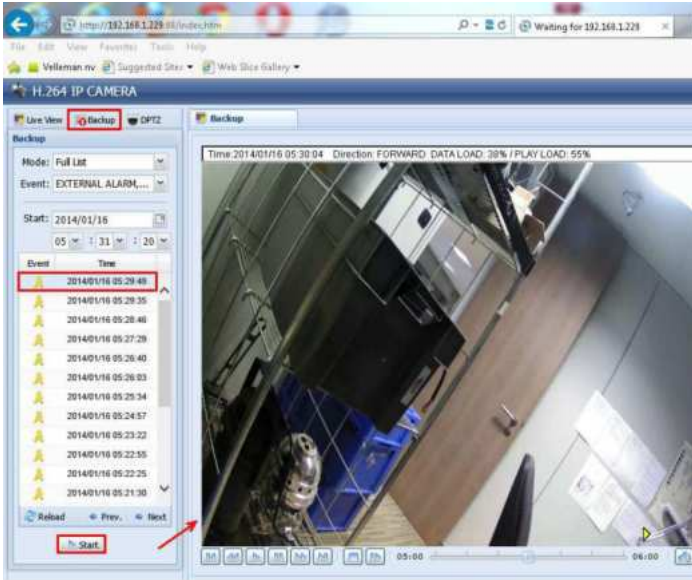 http://192.168.1.229:88/index.htm
Waiting for 192.168.1.229
File Edit View Favorites Tools Help
Velleman nv Suggested Sites Web Slice Gallery
H.264 IP CAMERA
Live View Backup DPTZ
Backup
Backup
Mode: Full List
Event: EXTERNAL ALARM,...
Start: 2014/01/16
05 : 31 : 20
Event Time
2014/01/16 05:29:49
2014/01/16 05:29:35
2014/01/16 05:28:46
2014/01/16 05:27:29
2014/01/16 05:26:40
2014/01/16 05:26:03
2014/01/16 05:25:34
2014/01/16 05:24:57
2014/01/16 05:23:22
2014/01/16 05:22:55
2014/01/16 05:22:25
2014/01/16 05:21:30
Reload Prev. Next
Start
Time:2014/01/16 05:30:04 Direction: FORWARD DATA LOAD: 38% / PLAY LOAD: 55%
05:00 06:00